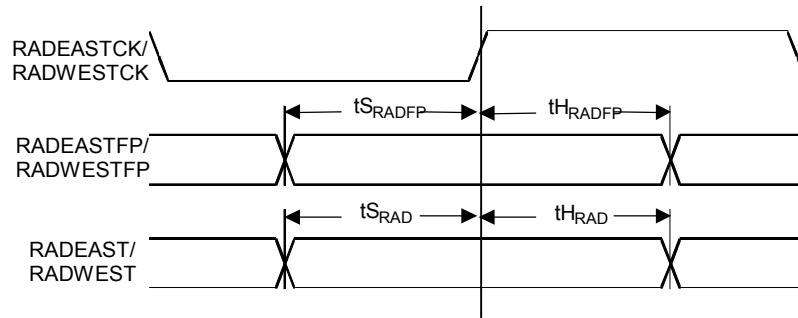 RADEASTCK/
RADWESTCK
tSRADFP
tHRADFP
RADEASTFP/
RADWESTFP
tSRAD
tHRAD
RADEAST/
RADWEST